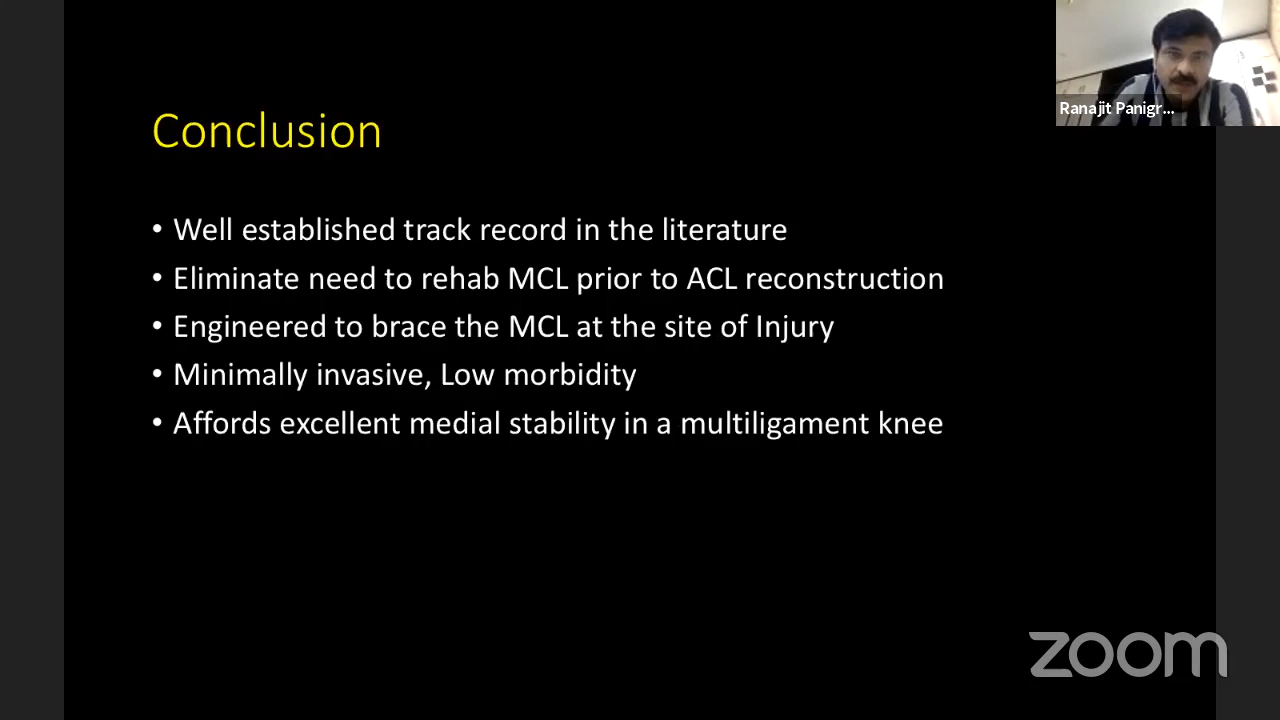 Ranajit Panigr...
Conclusion
• Well established track record in the literature
• Eliminate need to rehab MCL prior to ACL reconstruction
• Engineered to brace the MCL at the site of Injury
• Minimally invasive, Low morbidity
• Affords excellent medial stability in a multiligament knee
zoom